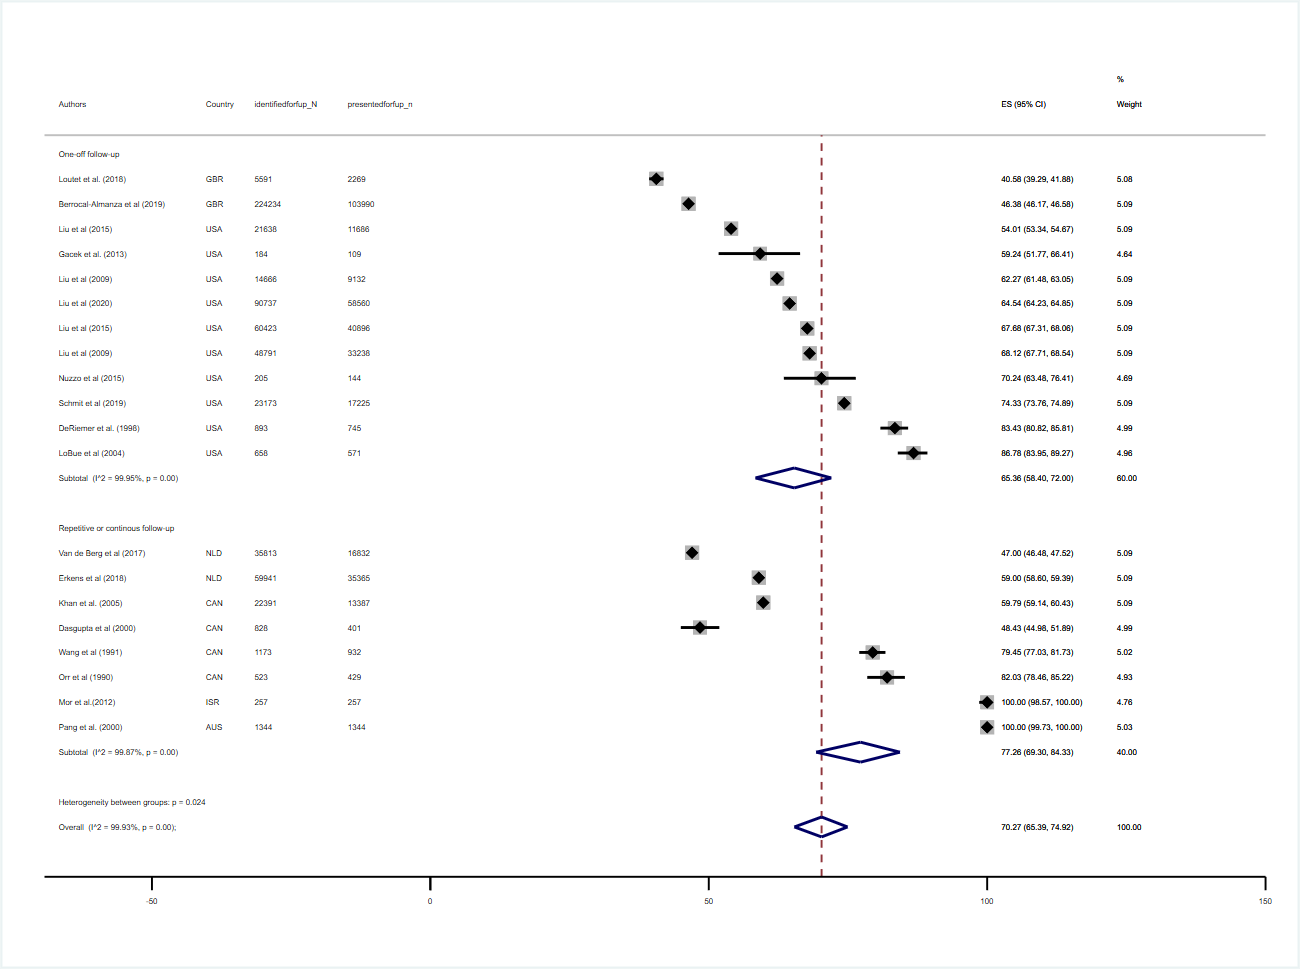 %
Authors Country identifiedforfup_N presentedforfup_n ES (95% CI) Weight
One-off follow-up
Loutet et al. (2018) GBR 5591 2269 40.58 (39.29, 41.88) 5.08
Berrocal-Almanza et al (2019) GBR 224234 103990 46.38 (46.17, 46.58) 5.09
Liu et al (2015) USA 21638 11686 54.01 (53.34, 54.67) 5.09
Gacek et al. (2013) USA 184 109 59.24 (51.77, 66.41) 4.64
Liu et al (2009) USA 14666 9132 62.27 (61.48, 63.05) 5.09
Liu et al (2020) USA 90737 58560 64.54 (64.23, 64.85) 5.09
Liu et al (2015) USA 60423 40896 67.68 (67.31, 68.06) 5.09
Liu et al (2009) USA 48791 33238 68.12 (67.71, 68.54) 5.09
Nuzzo et al (2015) USA 205 144 70.24 (63.48, 76.41) 4.69
Schmit et al (2019) USA 23173 17225 74.33 (73.76, 74.89) 5.09
DeRiemer et al. (1998) USA 893 745 83.43 (80.82, 85.81) 4.99
LoBue et al (2004) USA 658 571 86.78 (83.95, 89.27) 4.96
Subtotal (I^2 = 99.95%, p = 0.00) 65.36 (58.40, 72.00) 60.00
Repetitive or continous follow-up
Van de Berg et al (2017) NLD 35813 16832 47.00 (46.48, 47.52) 5.09
Erkens et al (2018) NLD 59941 35365 59.00 (58.60, 59.39) 5.09
Khan et al. (2005) CAN 22391 13387 59.79 (59.14, 60.43) 5.09
Dasgupta et al (2000) CAN 828 401 48.43 (44.98, 51.89) 4.99
Wang et al (1991) CAN 1173 932 79.45 (77.03, 81.73) 5.02
Orr et al (1990) CAN 523 429 82.03 (78.46, 85.22) 4.93
Mor et al.(2012) ISR 257 257 100.00 (98.57, 100.00) 4.76
Pang et al. (2000) AUS 1344 1344 100.00 (99.73, 100.00) 5.03
Subtotal (I^2 = 99.87%, p = 0.00) 77.26 (69.30, 84.33) 40.00
Heterogeneity between groups: p = 0.024
Overall (I^2 = 99.93%, p = 0.00); 70.27 (65.39, 74.92) 100.00
-50 0 50 100 150